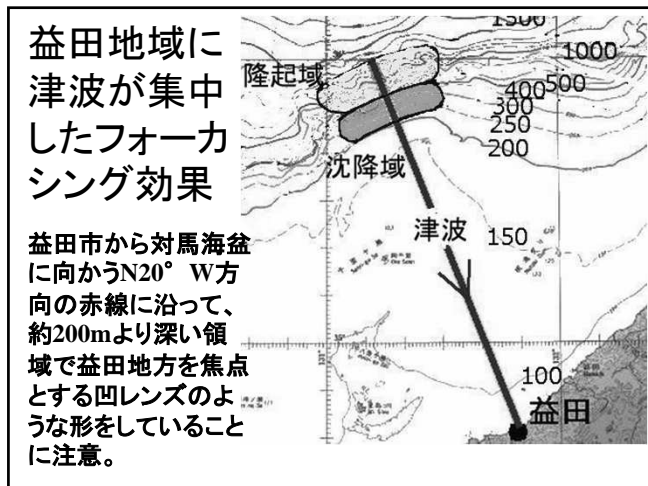 益田地域に
津波が集中
したフォーカ
シング効果
益田市から対馬海盆
に向かうN20° W方
向の赤線に沿って、
約200mより深い領
域で益田地方を焦点
とする凹レンズのよ
うな形をしていること
に注意。
1500
1000
隆起域
500
400
300
250
200
沈降域
津波
150
100
益田